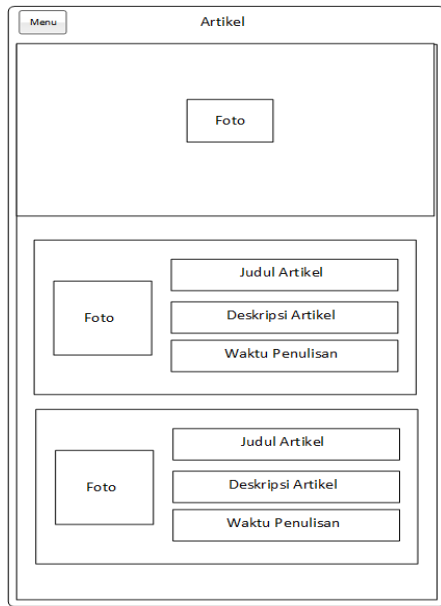 Menu
Artikel
Foto
Judul Artikel
Foto
Deskripsi Artikel
Waktu Penulisan
Judul Artikel
Foto
Deskripsi Artikel
Waktu Penulisan